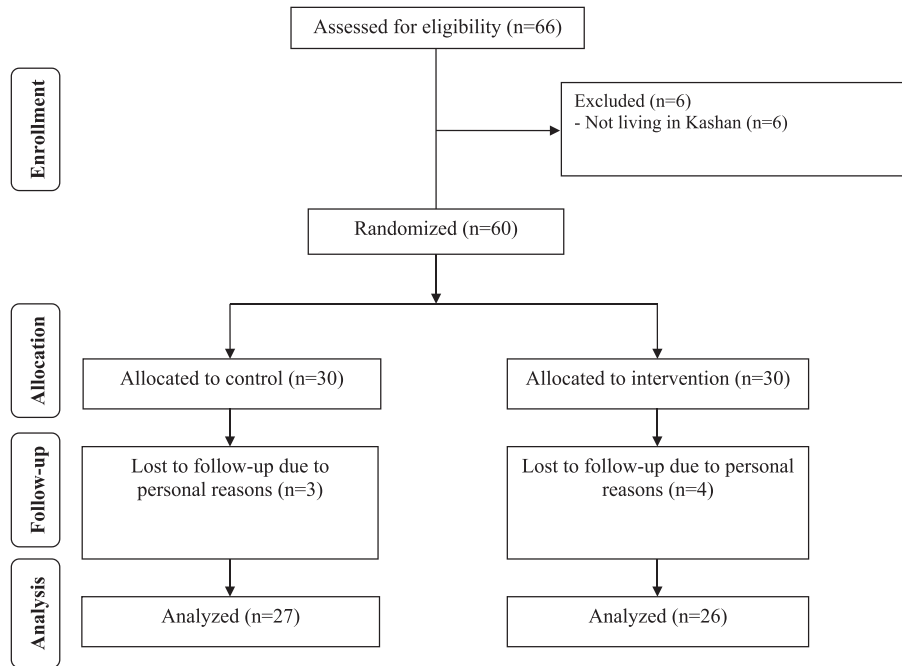 Assessed for eligibility (n=66)
Enrollment
Excluded (n=6)
- Not living in Kashan (n=6)
Randomized (n=60)
Allocation
Allocated to control (n=30)
Allocated to intervention (n=30)
Follow-up
Lost to follow-up due to
personal reasons (n=3)
Lost to follow-up due to personal
reasons (n=4)
Analysis
Analyzed (n=27)
Analyzed (n=26)